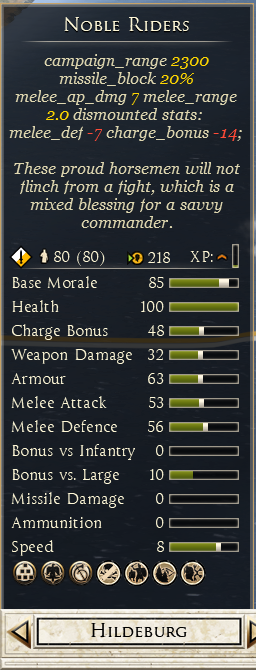 Noble Riders
campaign_range 2300
missile_block 20%
melee_ap_dmg 7 melee_range
2.0 dismounted stats:
melee_def -7 charge_bonus -14;
These proud horsemen will not
flinch from a fight, which is a
mixed blessing for a savvy
commander.
80 (80) 218 XP:
Base Morale 85
Health 100
Charge Bonus 48
Weapon Damage 32
Armour 63
Melee Attack 53
Melee Defence 56
Bonus vs Infantry 0
Bonus vs. Large 10
Missile Damage 0
Ammunition 0
Speed 8
Hildeburg